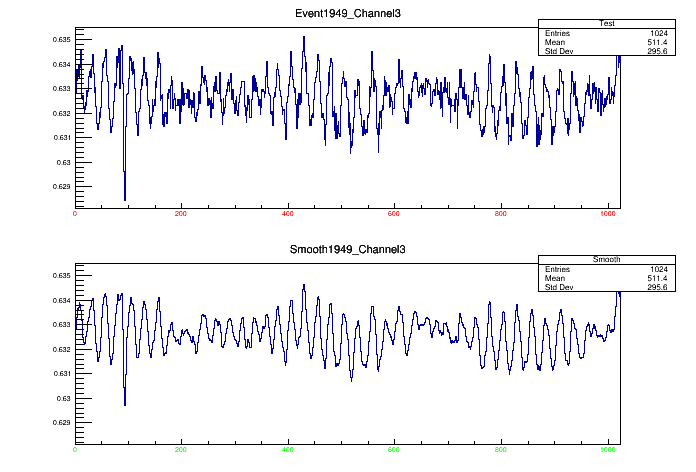 Event1949_Channel3
Test
Entries 1024
Mean 511.4
Std Dev 295.6
0.635
0.634
0.633
0.632
0.631
0.63
0.629
0 200 400 600 800 1000
Smooth1949_Channel3
Smooth
Entries 1024
Mean 511.4
Std Dev 295.6
0.635
0.634
0.633
0.632
0.631
0.63
0.629
0 200 400 600 800 1000